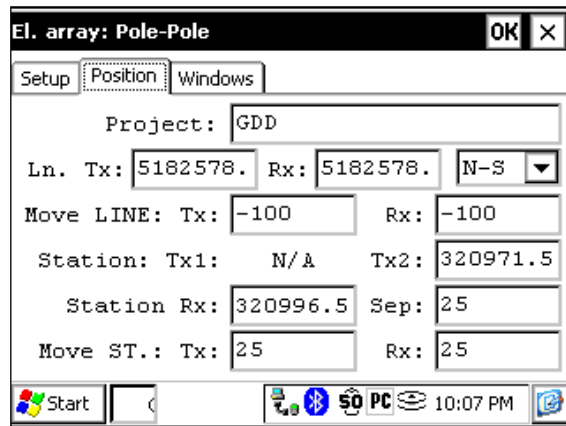 El. array: Pole-Pole OK ×
Setup Position Windows
Project: GDD
Ln. Tx: 5182578. Rx: 5182578. N-S
Move LINE: Tx: -100 Rx: -100
Station: Tx1: N/A Tx2: 320971.5
Station Rx: 320996.5 Sep: 25
Move ST.: Tx: 25 Rx: 25
Start 50 PC 10:07 PM